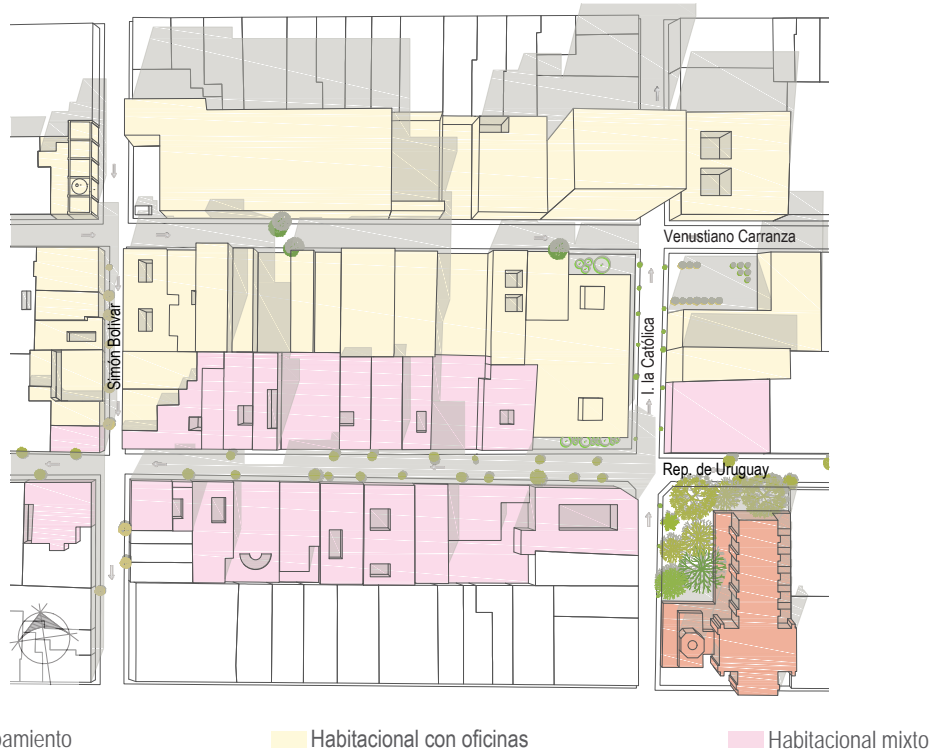 Venustiano Carranza
Simón Bolívar
I. la Católica
Rep. de Uruguay
Habitacional con oficinas
Habitacional mixto